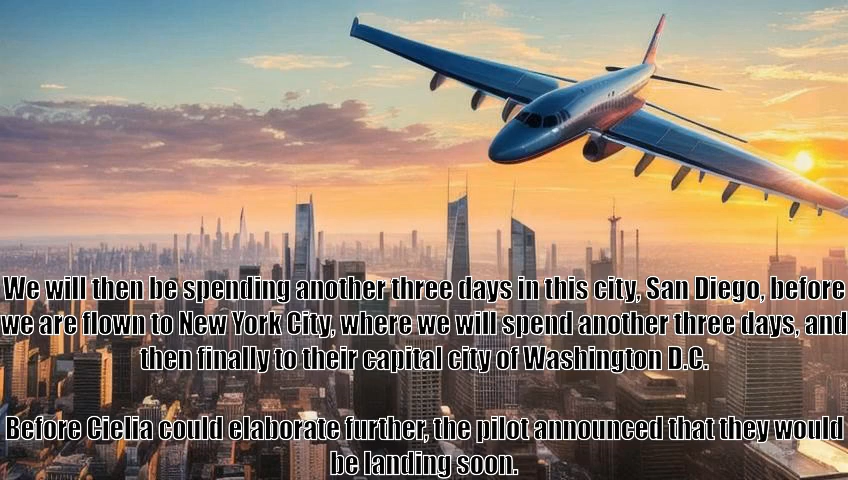 We will then be spending another three days in this city, San Diego, before
we are flown to New York City, where we will spend another three days, and
then finally to their capital city of Washington D.C.
Before Cielia could elaborate further, the pilot announced that they would
be landing soon.